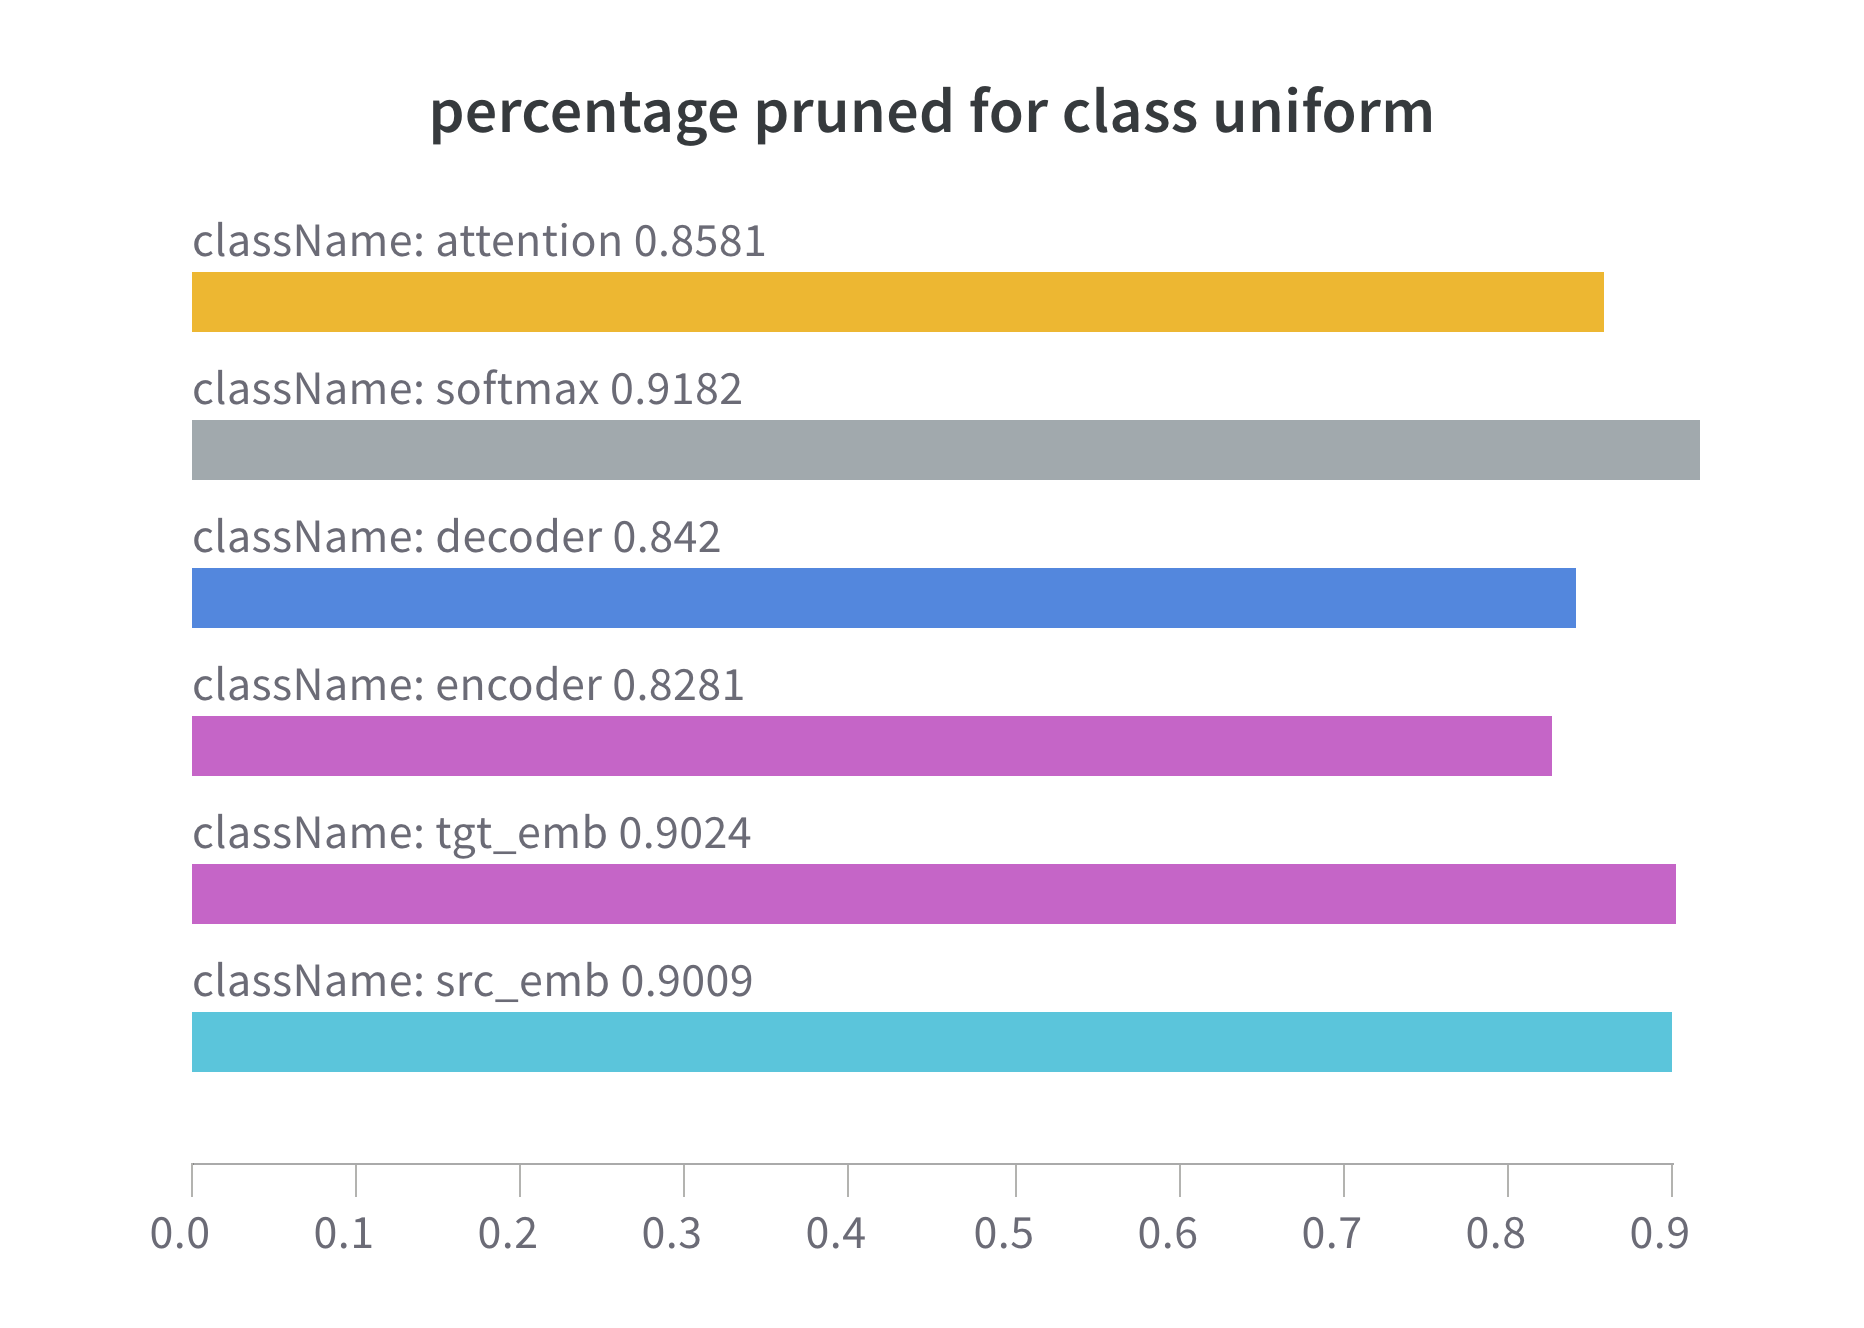 percentage pruned for class uniform
className: attention 0.8581
className: softmax 0.9182
className: decoder 0.842
className: encoder 0.8281
className: tgt_emb 0.9024
className: src_emb 0.9009
0.0 0.1 0.2 0.3 0.4 0.5 0.6 0.7 0.8 0.9